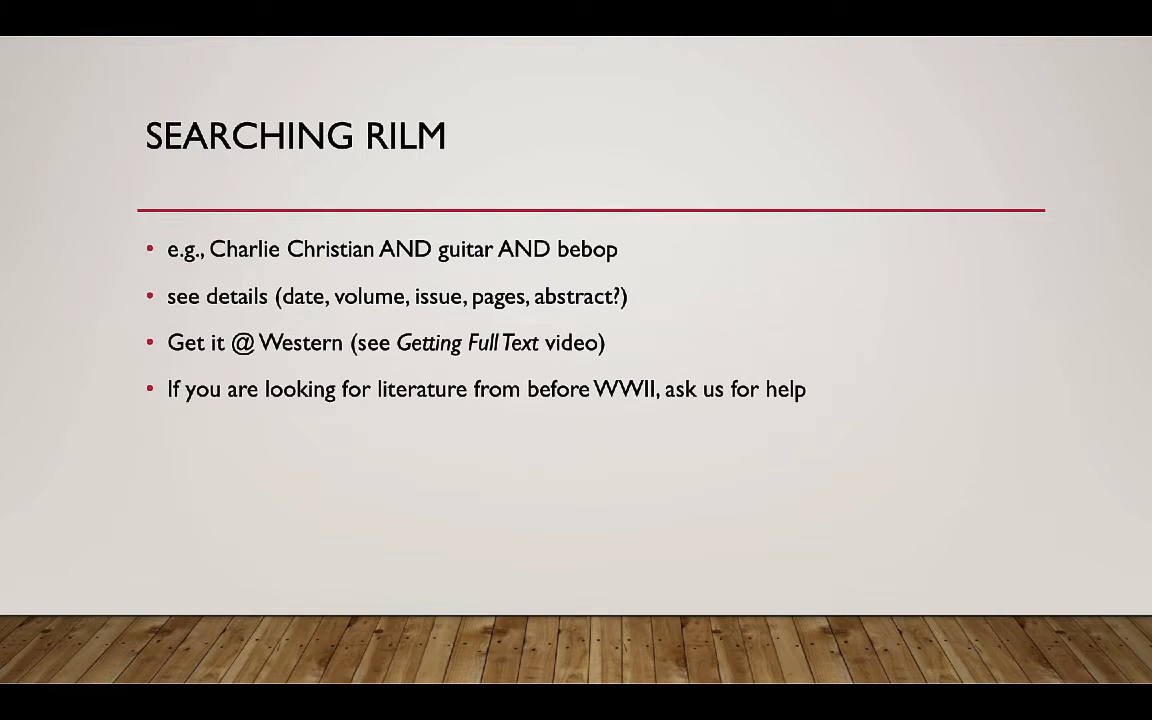 SEARCHING RILM
• e.g., Charlie Christian AND guitar AND bebop
• see details (date, volume, issue, pages, abstract?)
• Get it @ Western (see Getting Full Text video)
• If you are looking for literature from before WWII, ask us for help